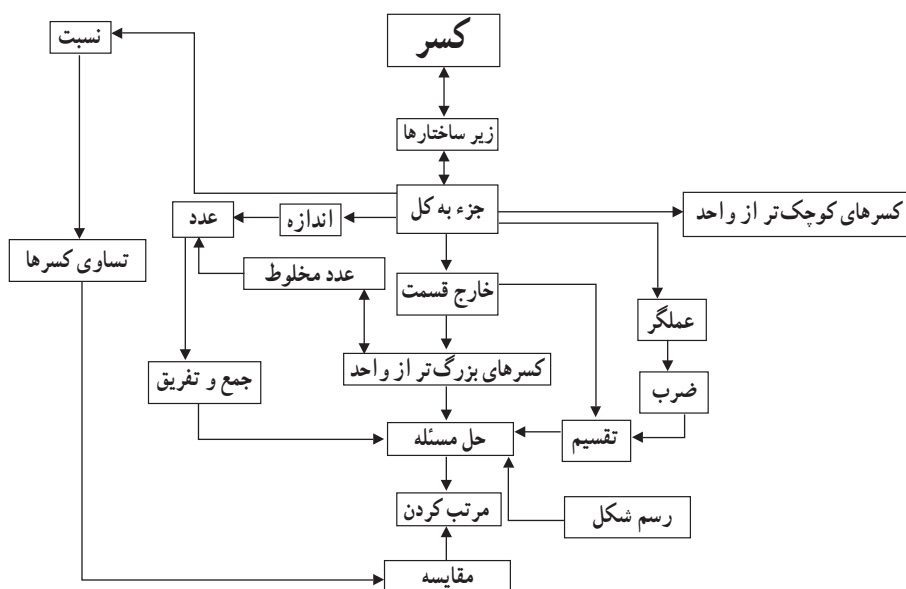 کسر
نسبت
زیر ساختارها
جزء به کل
کسرهای کوچک‌تر از واحد
اندازه
عدد
تساوی کسرها
عدد مخلوط
خارج قسمت
عملگر
کسرهای بزرگ‌تر از واحد
جمع و تفریق
ضرب
حل مسئله
تقسیم
مرتب کردن
رسم شکل
مقایسه